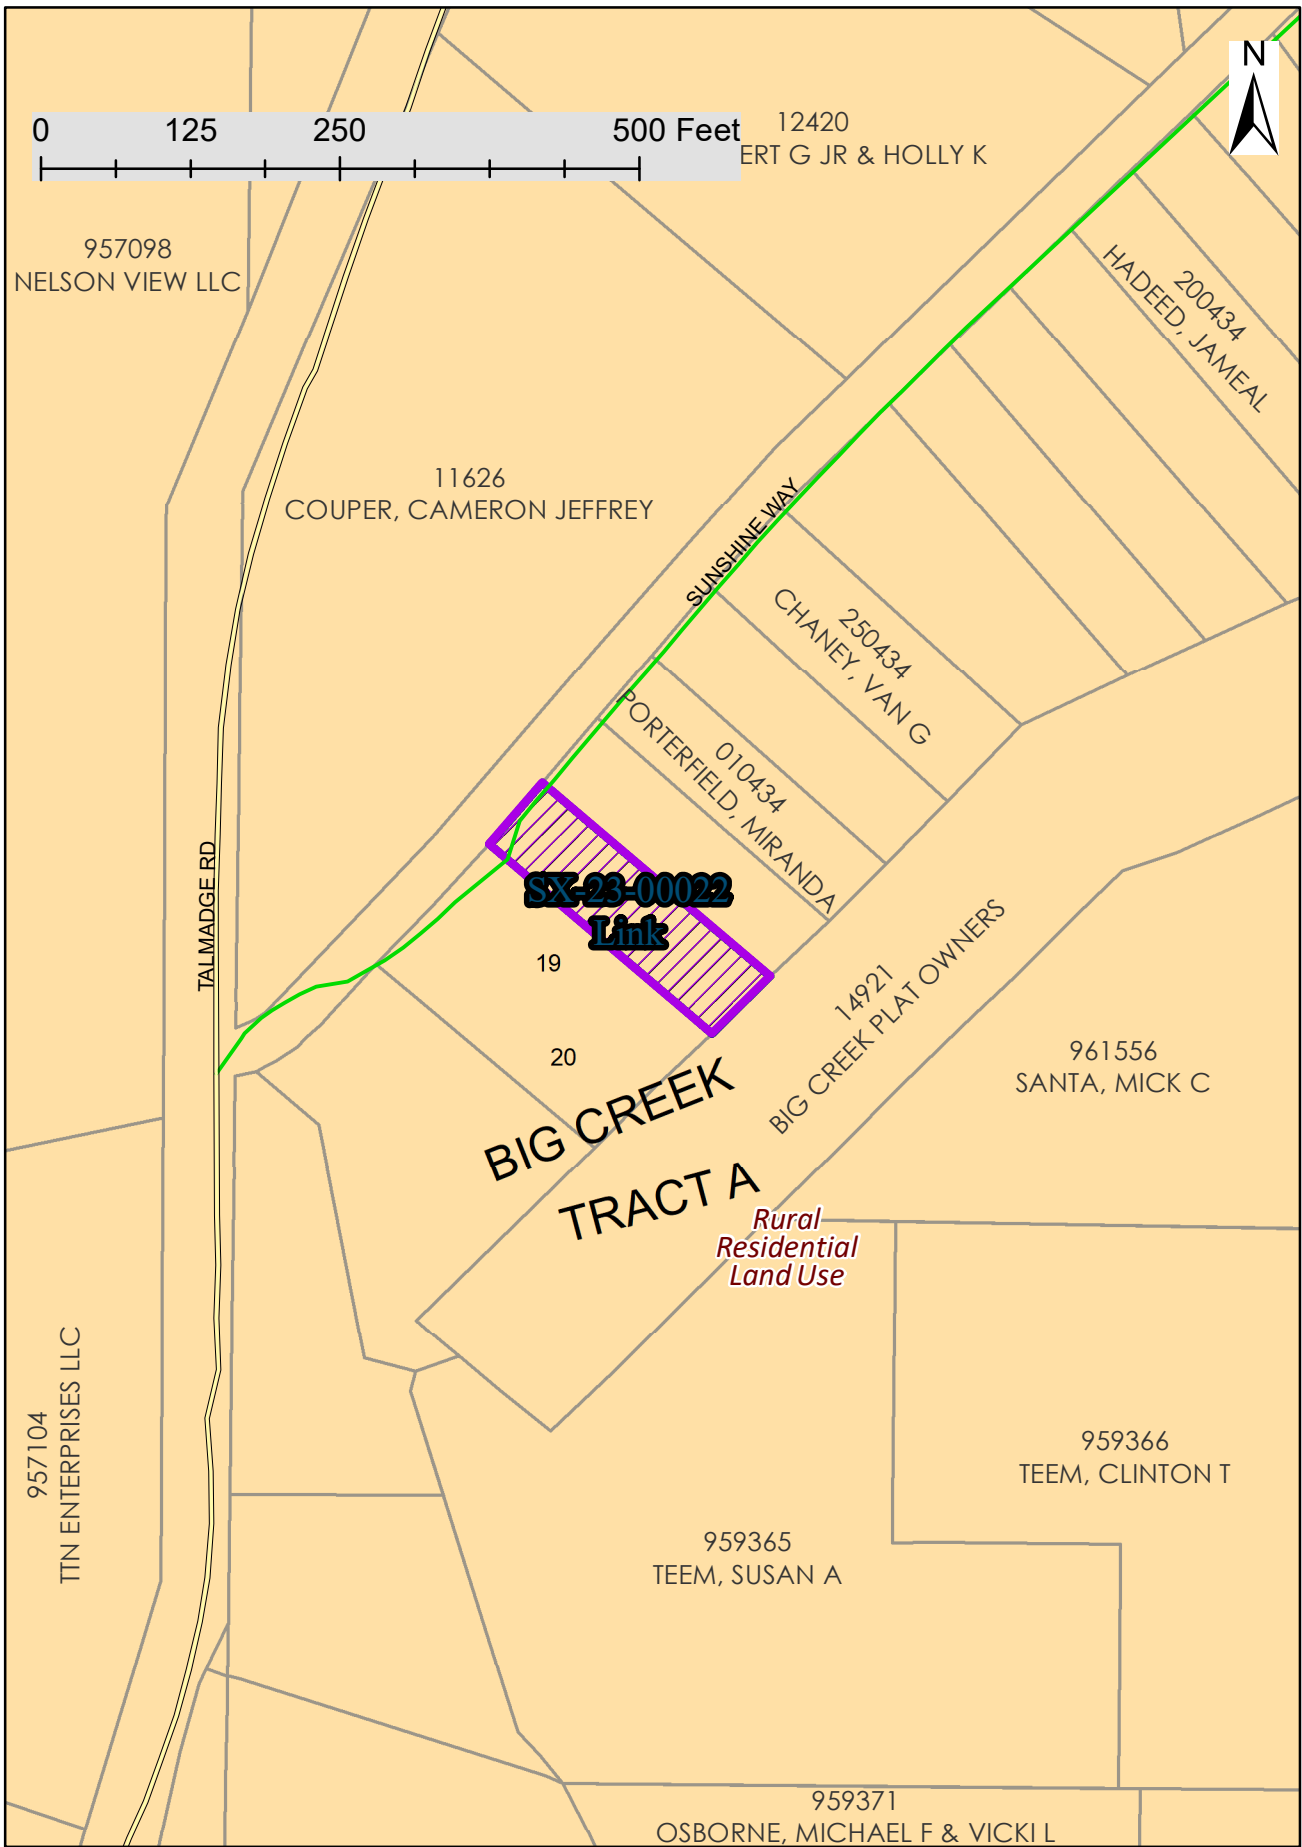 N
0 125 250 500 Feet
12420
ERT G JR & HOLLY K
957098
NELSON VIEW LLC
200434
HADEED, JAMEAL
11626
COUPER, CAMERON JEFFREY
SUNSHINE WAY
250434
CHANEY, VAN G
010434
PORTERFIELD, MIRANDA
TALMADGE RD
SX-23-00022
Link
19
20
14921
BIG CREEK PLAT OWNERS
961556
SANTA, MICK C
BIG CREEK
TRACT A
Rural
Residential
Land Use
957104
TTN ENTERPRISES LLC
959366
TEEM, CLINTON T
959365
TEEM, SUSAN A
959371
OSBORNE, MICHAEL F & VICKI L